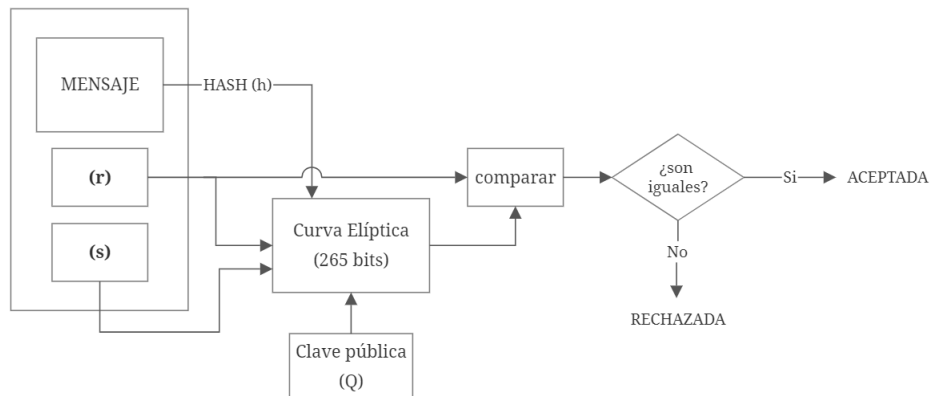 MENSAJE
HASH (h)
(r)
(s)
Curva Elíptica
(265 bits)
Clave pública
(Q)
comparar
¿son
iguales?
Si
ACEPTADA
No
RECHAZADA